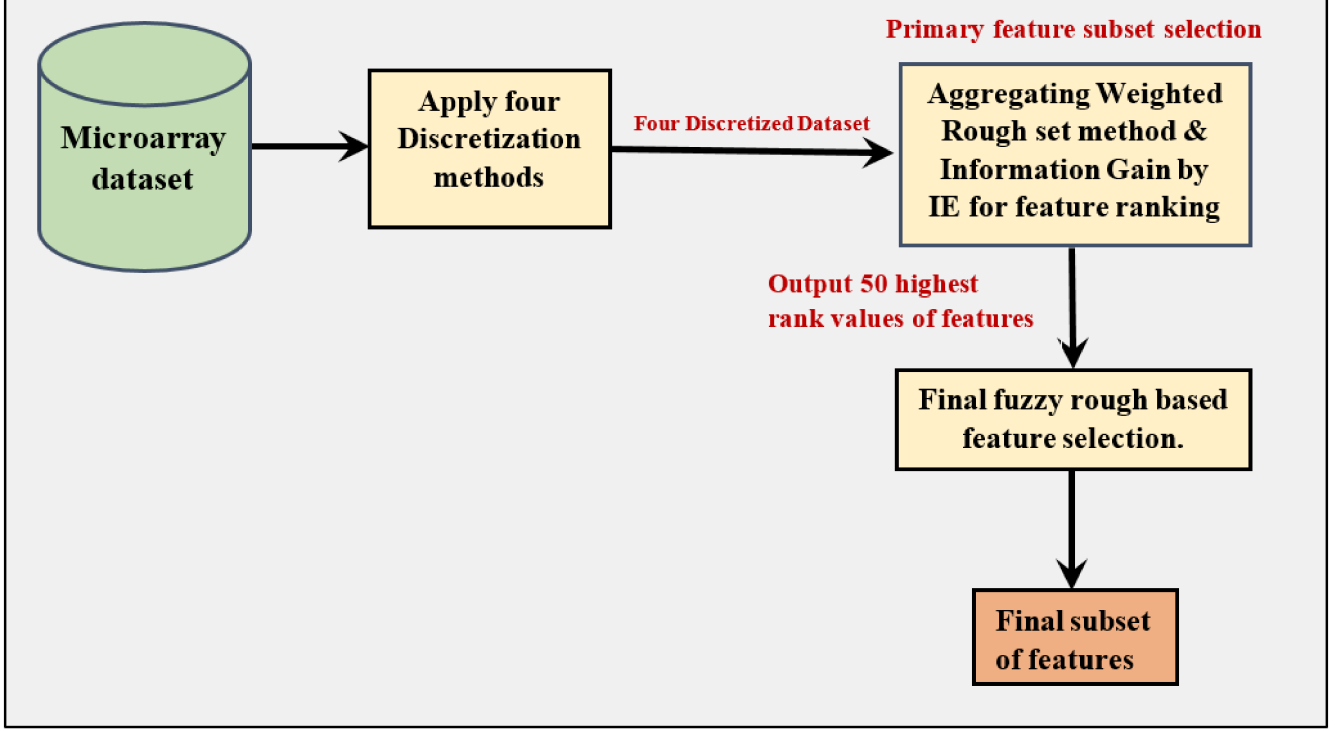 Primary feature subset selection
Microarray
dataset
Apply four
Discretization
methods
Four Discretized Dataset
Aggregating Weighted
Rough set method &
Information Gain by
IE for feature ranking
Output 50 highest
rank values of features
Final fuzzy rough based
feature selection.
Final subset
of features